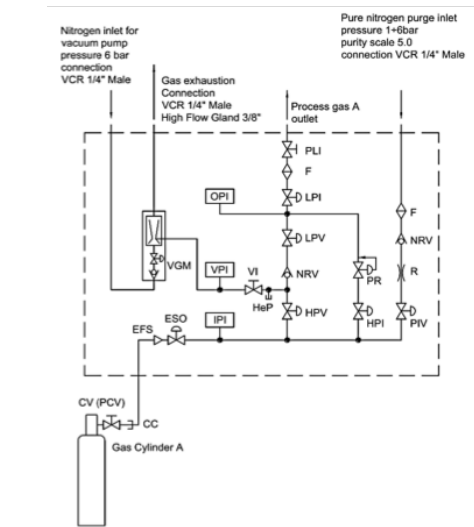 Nitrogen inlet for
vacuum pump
pressure 6 bar
connection
VCR 1/4" Male
Gas exhaustion
Connection
VCR 1/4" Male
High Flow Gland 3/8"
Pure nitrogen purge inlet
pressure 1+6bar
purity scale 5.0
connection VCR 1/4" Male
Process gas A
outlet
PLI
F
OPI
LPI
F
LPV
NRV
VGM
VPI
VI
NRV
PR
R
HeP
HPV
HPI
PIV
EFS
ESO
IPI
CV (PCV)
CC
Gas Cylinder A